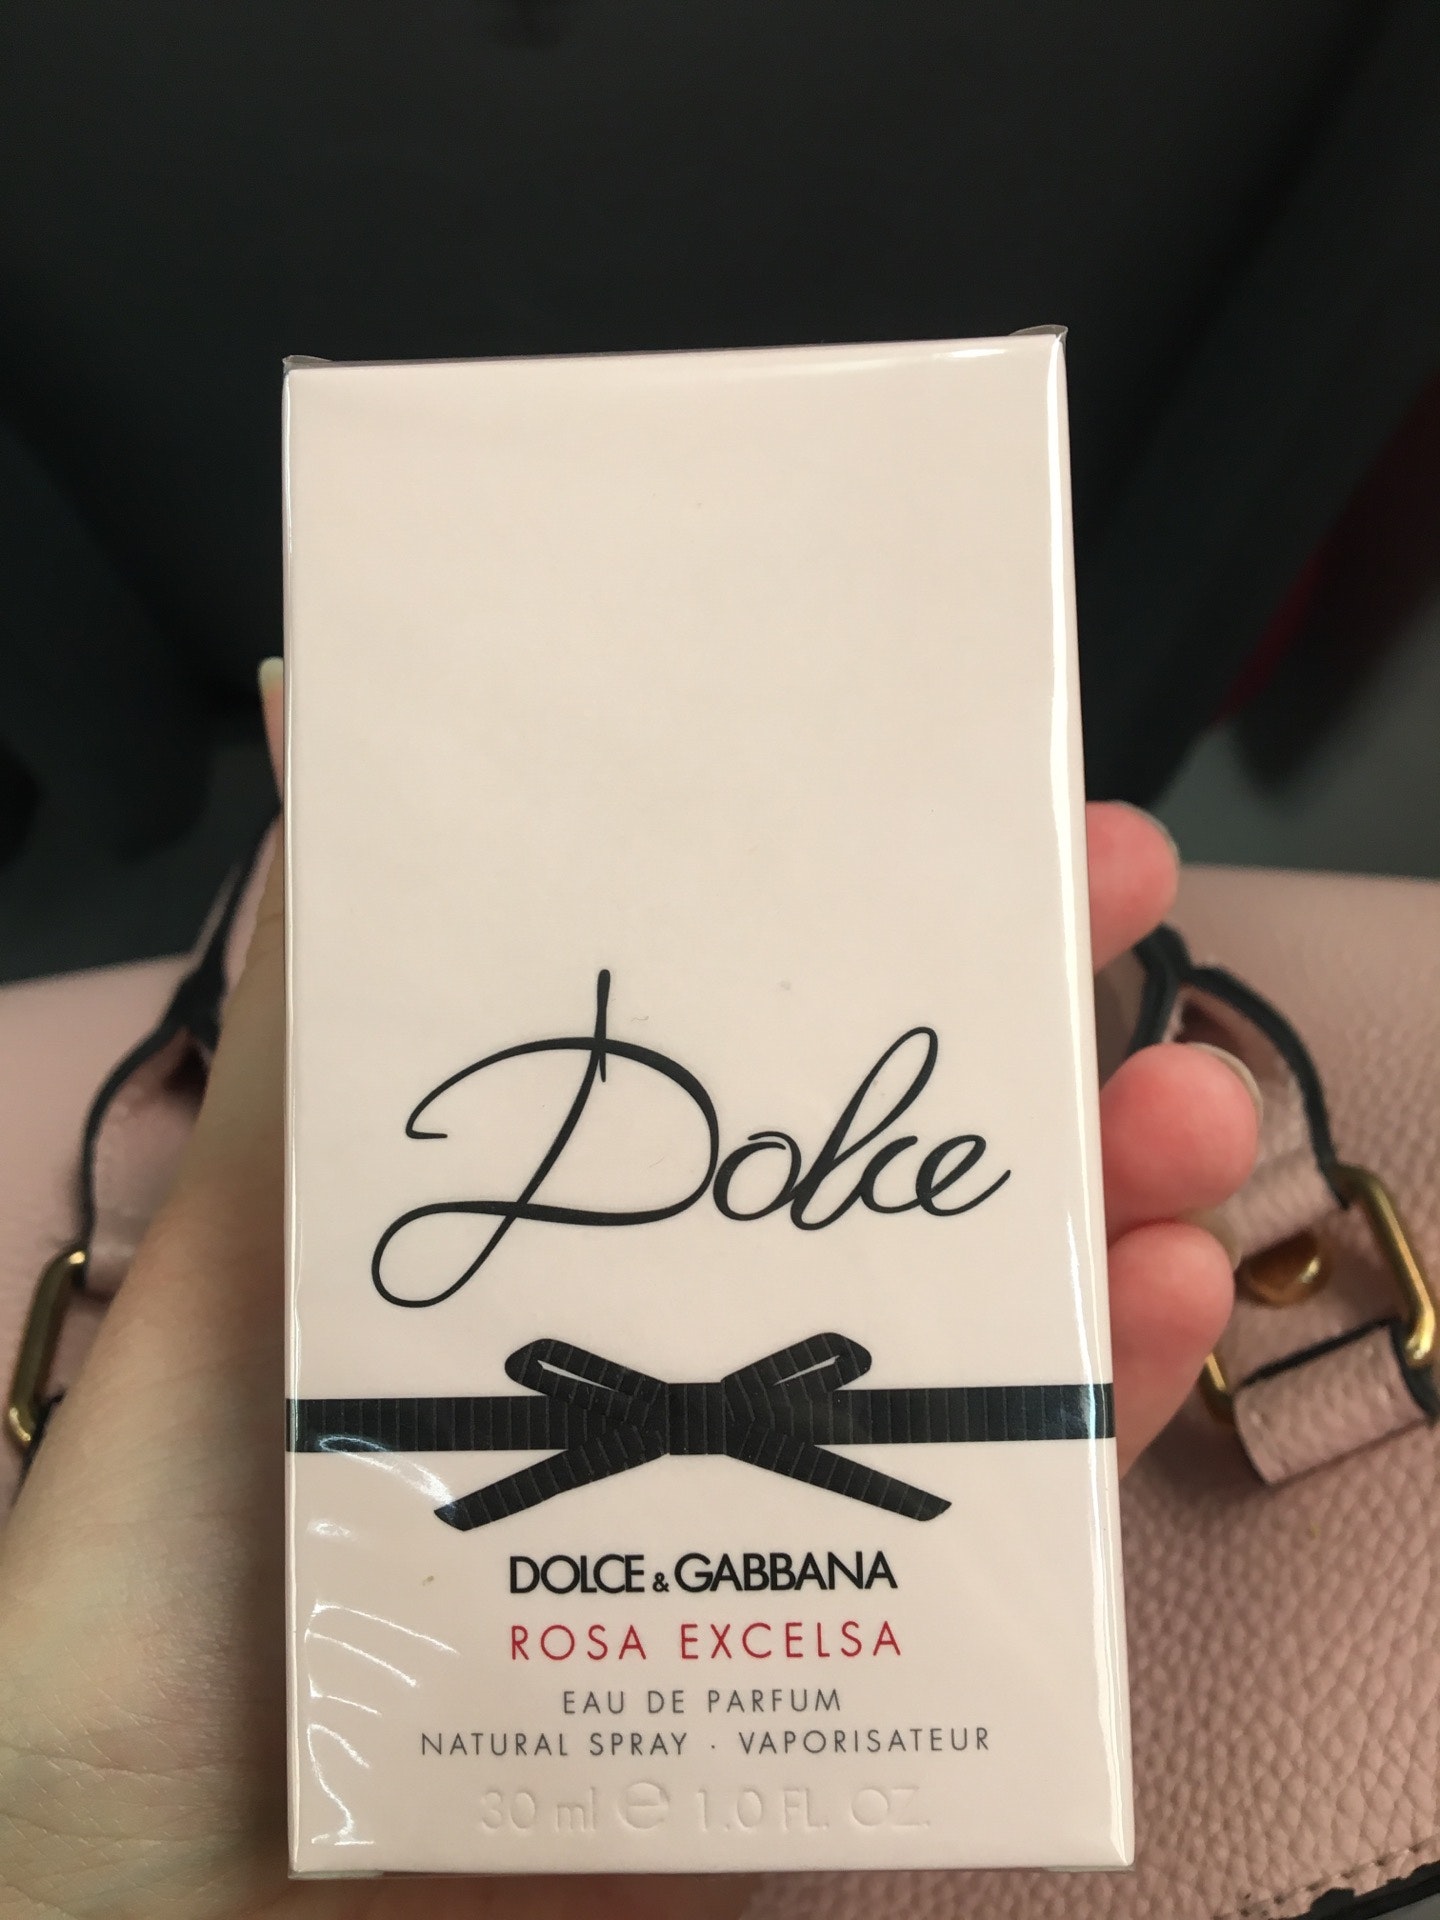 Dolce
DOLCE & GABBANA
ROSA EXCELSA
EAU DE PARFUM
NATURAL SPRAY · VAPORISATEUR
30 ml ℮ 1.0 FL. OZ.